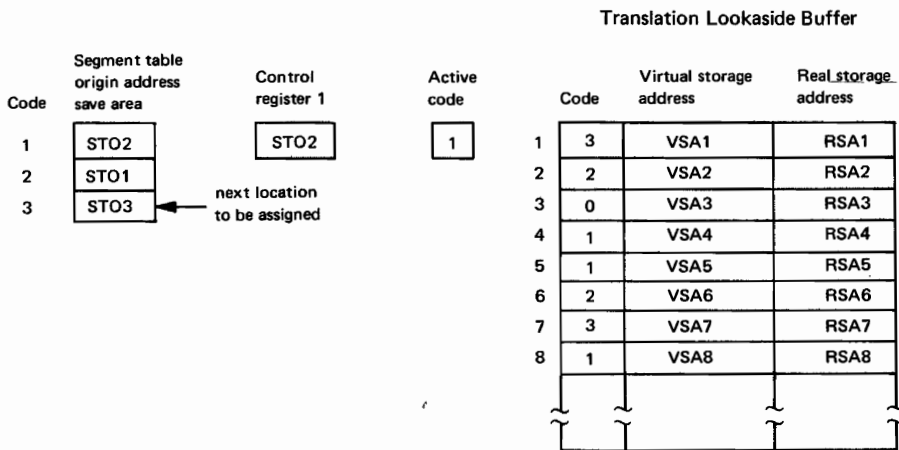 Translation Lookaside Buffer
Segment table
origin address
save area
Code
Control
register 1
Active
code
Code
Virtual storage
address
Real storage
address
1 STO2
2 STO1
3 STO3
next location
to be assigned
STO2
1
1 3 VSA1 RSA1
2 2 VSA2 RSA2
3 0 VSA3 RSA3
4 1 VSA4 RSA4
5 1 VSA5 RSA5
6 2 VSA6 RSA6
7 3 VSA7 RSA7
8 1 VSA8 RSA8